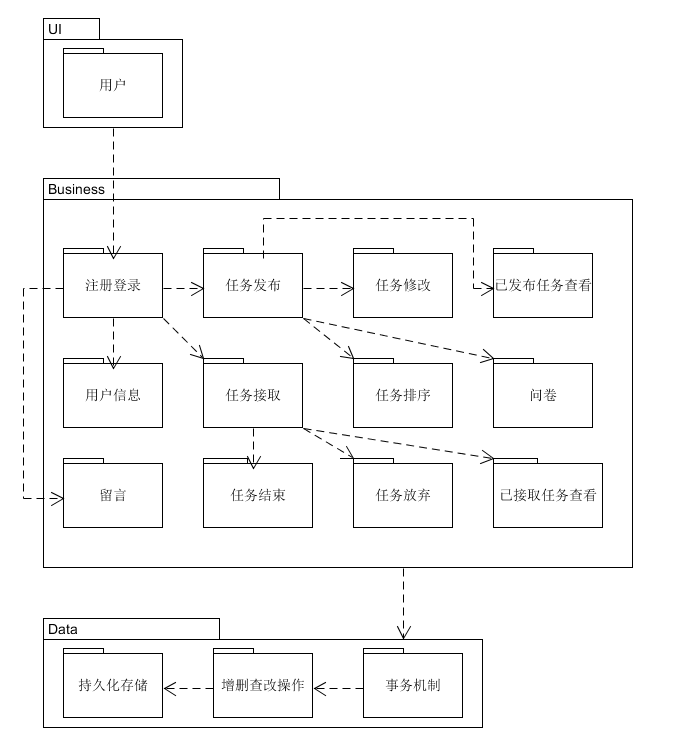 UI
用户
Business
注册登录
任务发布
任务修改
已发布任务查看
用户信息
任务接取
任务排序
问卷
留言
任务结束
任务放弃
已接取任务查看
Data
持久化存储
增删查改操作
事务机制